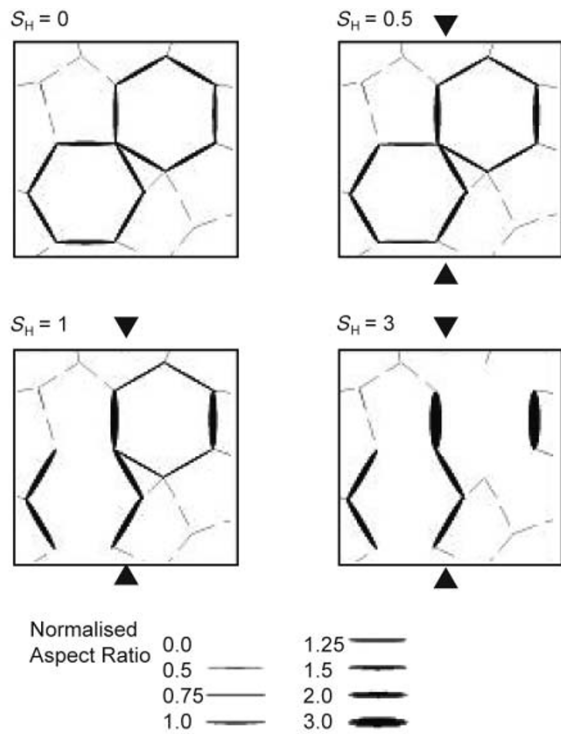 S_H = 0
S_H = 0.5
S_H = 1
S_H = 3
Normalised
Aspect Ratio
0.0
0.5
0.75
1.0
1.25
1.5
2.0
3.0